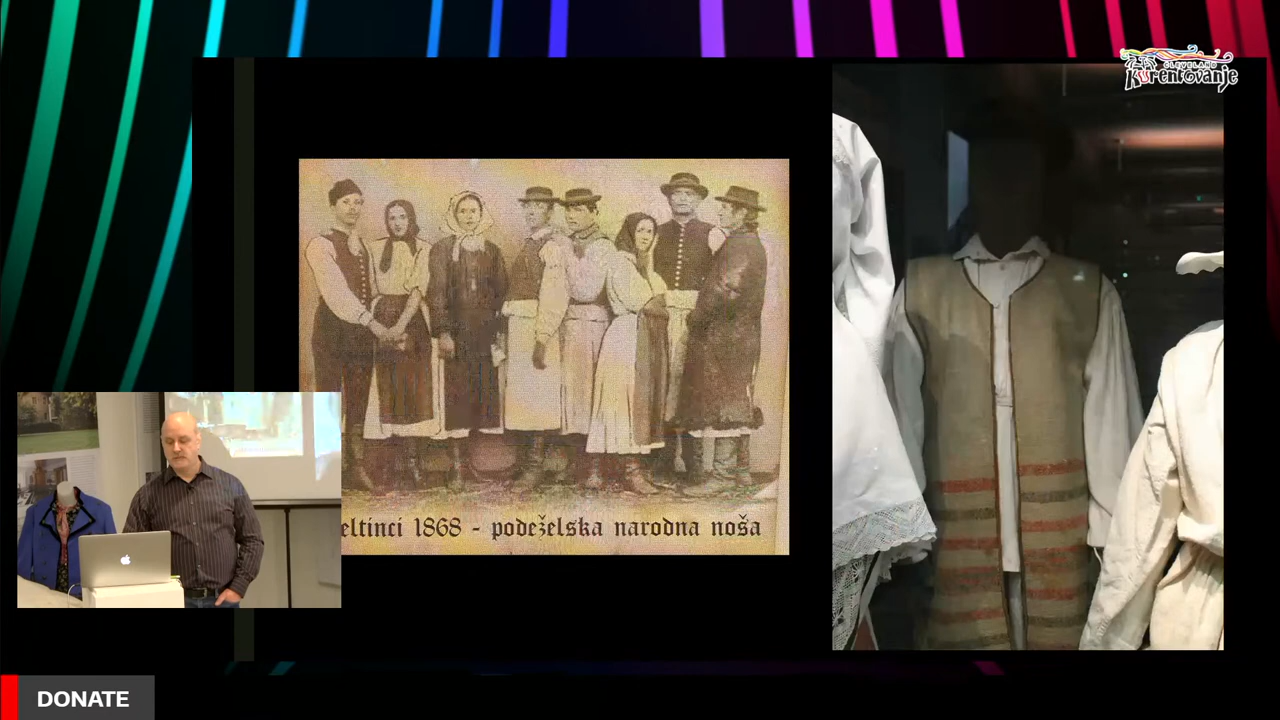 CLEVELAND
Kurentovanje
eltinci 1868 - podeželska narodna noša
DONATE